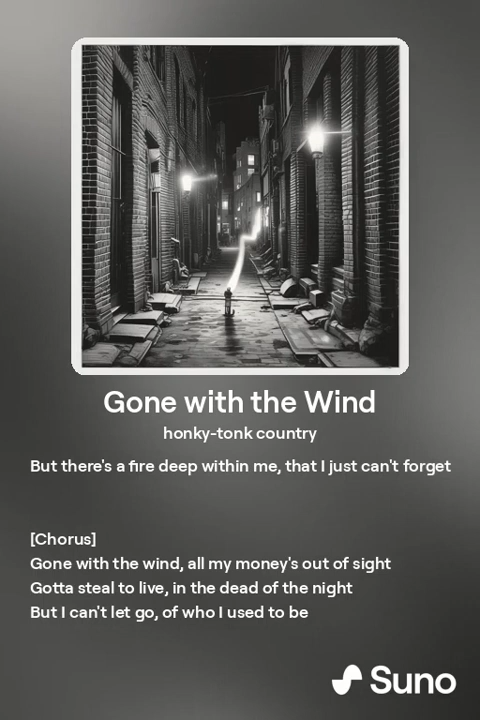 Gone with the Wind
honky-tonk country
But there's a fire deep within me, that I just can't forget
[Chorus]
Gone with the wind, all my money's out of sight
Gotta steal to live, in the dead of the night
But I can't let go, of who I used to be
Suno